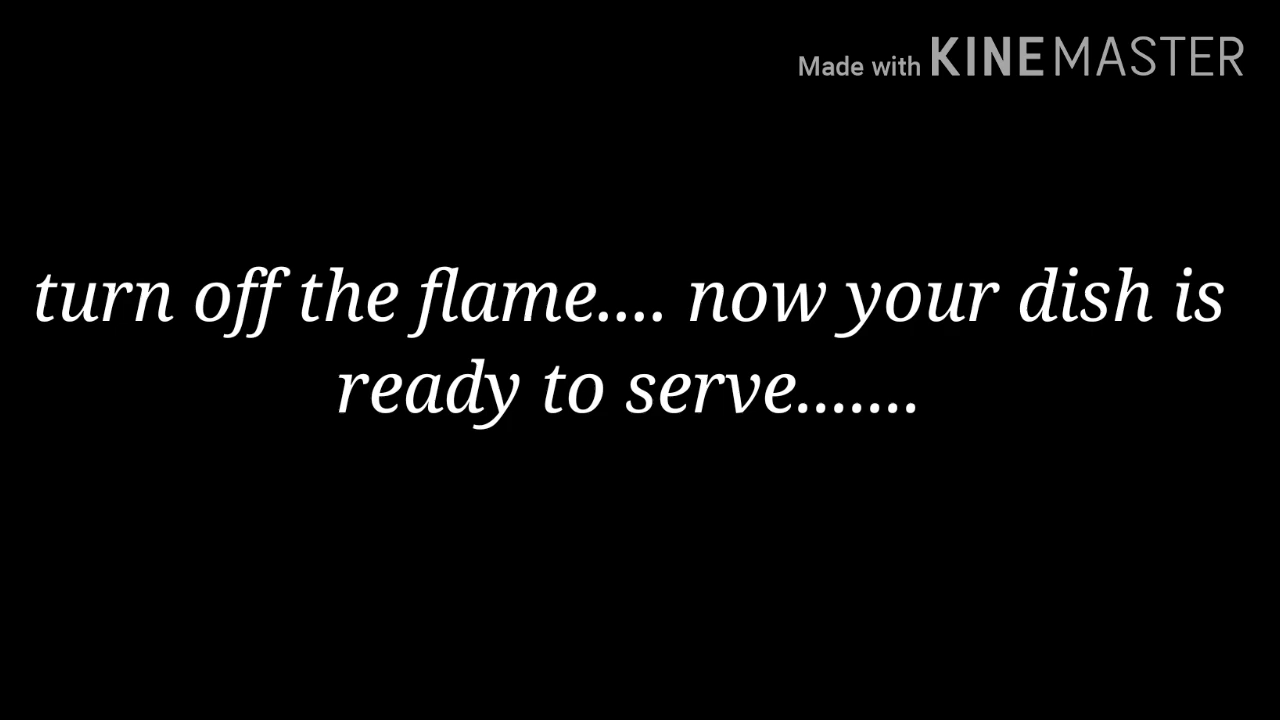 Made with KINEMASTER
turn off the flame.... now your dish is
ready to serve.......